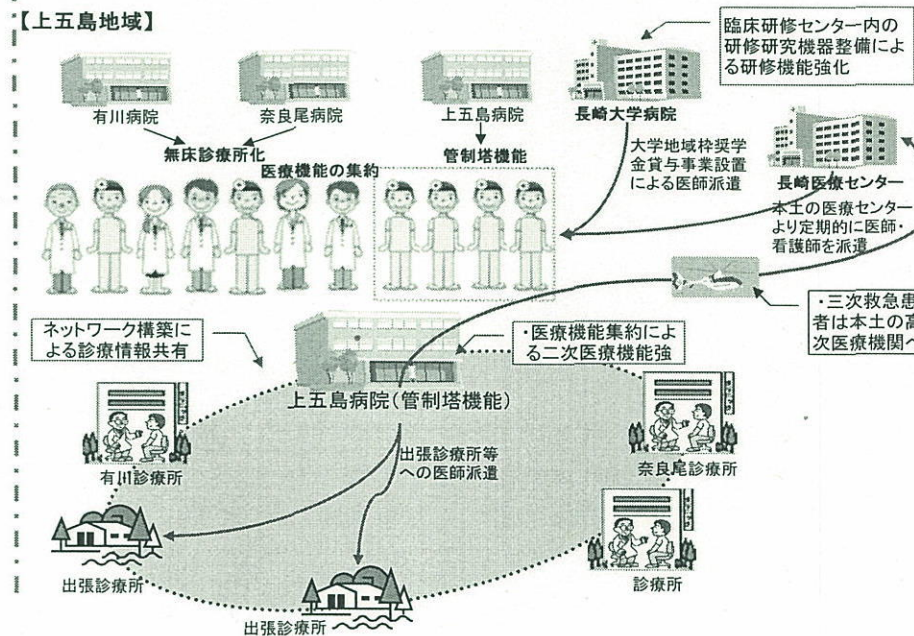 【上五島地域】
臨床研修センター内の
研修研究機器整備によ
る研修機能強化
有川病院
奈良尾病院
上五島病院
長崎大学病院
無床診療所化
管制塔機能
医療機能の集約
大学地域枠奨学
金貸与事業設置
による医師派遣
長崎医療センター
本土の医療センター
より定期的に医師・
看護師を派遣
・三次救急患
者は本土の高
次医療機関へ
ネットワーク構築に
よる診療情報共有
・医療機能集約によ
る二次医療機能強
上五島病院(管制塔機能)
出張診療所等
への医師派遣
有川診療所
奈良尾診療所
出張診療所
診療所
出張診療所